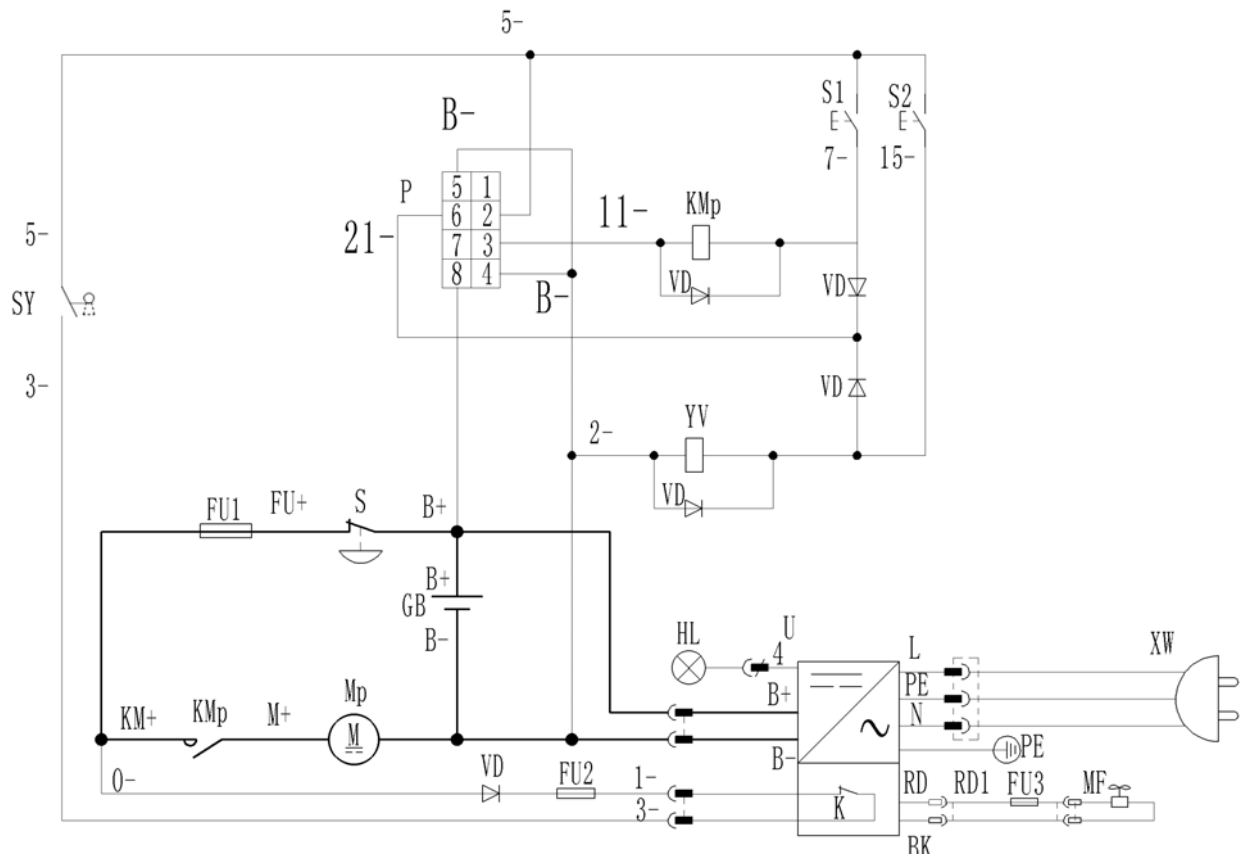 5-
S1 S2
B-
7- 15-
P 5 1 KMp
6 2 11-
5- 21- 7 3
8 4 VD VD
SY B-
3- VD
2- YV
VD
FU1 FU+ S B+
B+
GB
B-
HL 4 U L XW
Mp B+ PE
KM+ KMp M+ N
M
B- PE
0- VD FU2 1- RD RD1 FU3 MF
3- K
BK